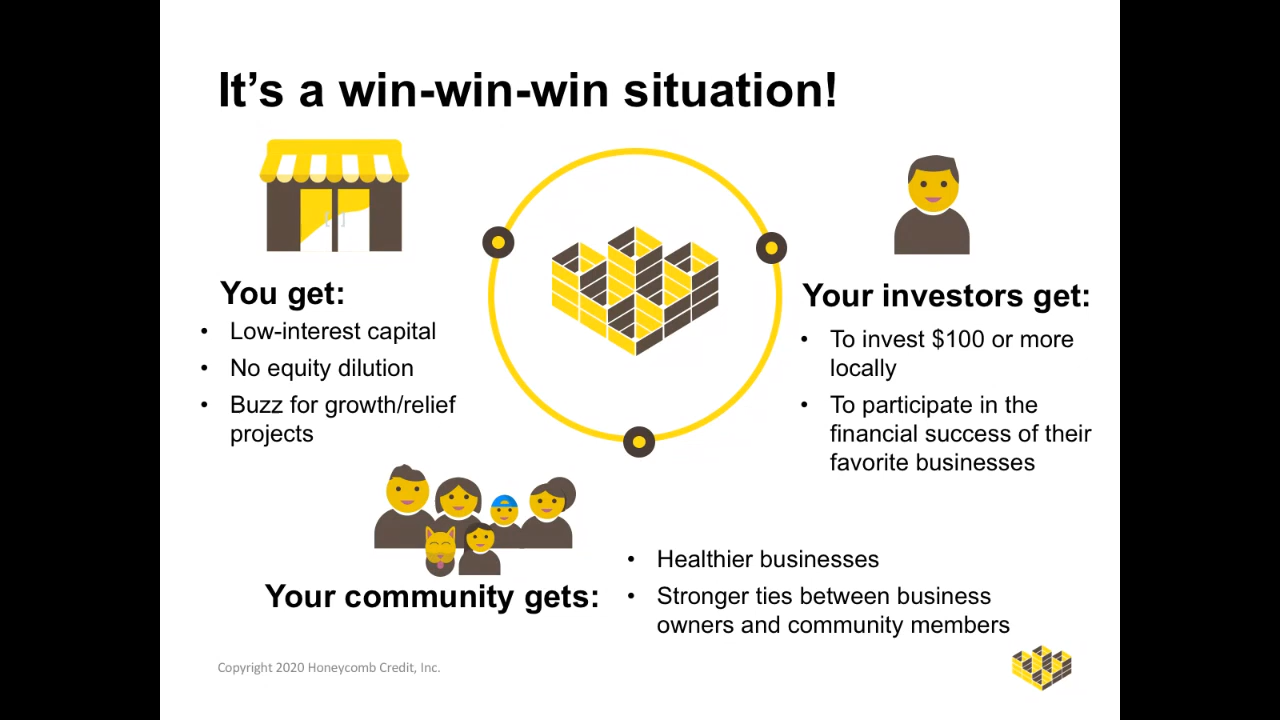 It's a win-win-win situation!
You get:
• Low-interest capital
• No equity dilution
• Buzz for growth/relief
projects
Your investors get:
• To invest $100 or more
locally
• To participate in the
financial success of their
favorite businesses
Your community gets:
• Healthier businesses
• Stronger ties between business
owners and community members
Copyright 2020 Honeycomb Credit, Inc.